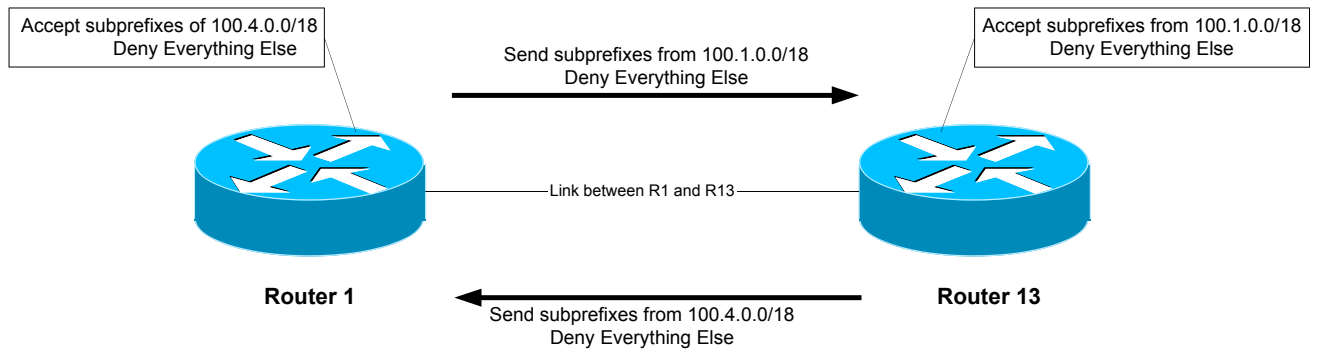 Accept subprefixes of 100.4.0.0/18
Deny Everything Else
Send subprefixes from 100.1.0.0/18
Deny Everything Else
Accept subprefixes from 100.1.0.0/18
Deny Everything Else
Link between R1 and R13
Router 1
Router 13
Send subprefixes from 100.4.0.0/18
Deny Everything Else